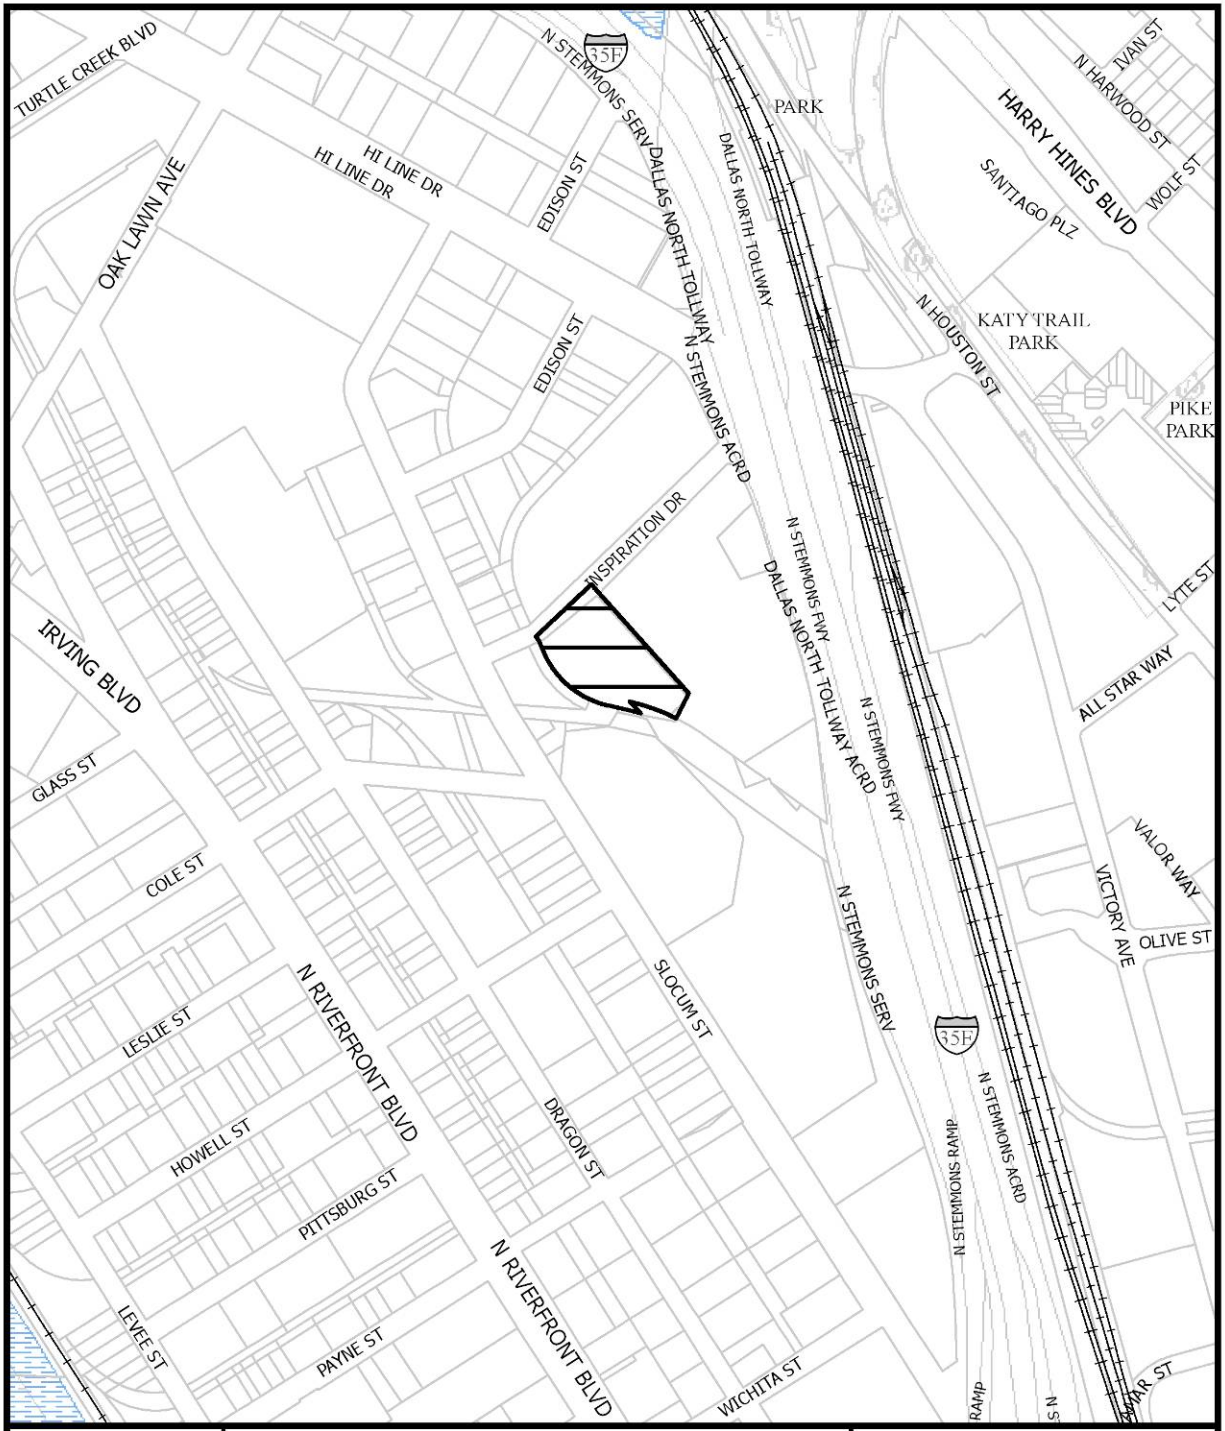 TURTLE CREEK BLVD
N STEMMONS SERV
35E
PARK
IVAN ST
N HARWOOD ST
HARRY HINES BLVD
WOLF ST
SANTIAGO PLZ
HI LINE DR
HI LINE DR
EDISON ST
OAK LAWN AVE
DALLAS NORTH TOLLWAY
DALLAS NORTH TOLLWAY
N HOUSTON ST
KATY TRAIL
PARK
EDISON ST
N STEMMONS ACRD
PIKE
PARK
INSPIRATION DR
N STEMMONS FWY
DALLAS NORTH TOLLWAY ACRD
LYTE ST
IRVING BLVD
ALL STAR WAY
N STEMMONS FWY
GLASS ST
VALOR WAY
COLE ST
VICTORY AVE
OLIVE ST
N STEMMONS SERV
SLOCUM ST
N RIVERFRONT BLVD
LESLIE ST
35E
N STEMMONS ACRD
DRAGON ST
HOWELL ST
N STEMMONS RAMP
PITTSBURG ST
N RIVERFRONT BLVD
LEVEE ST
PAYNE ST
WICHITA ST
RAMP
N S